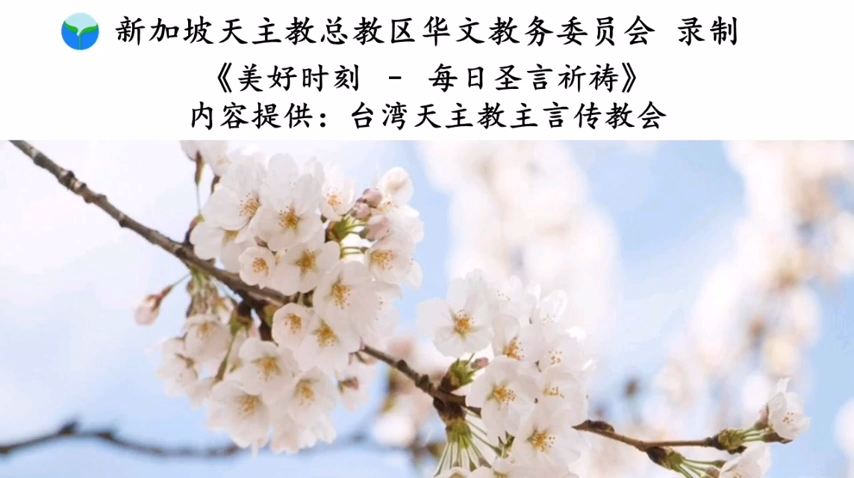 新加坡天主教总教区华文教务委员会 录制
《美好时刻 - 每日圣言祈祷》
内容提供：台湾天主教主言传教会